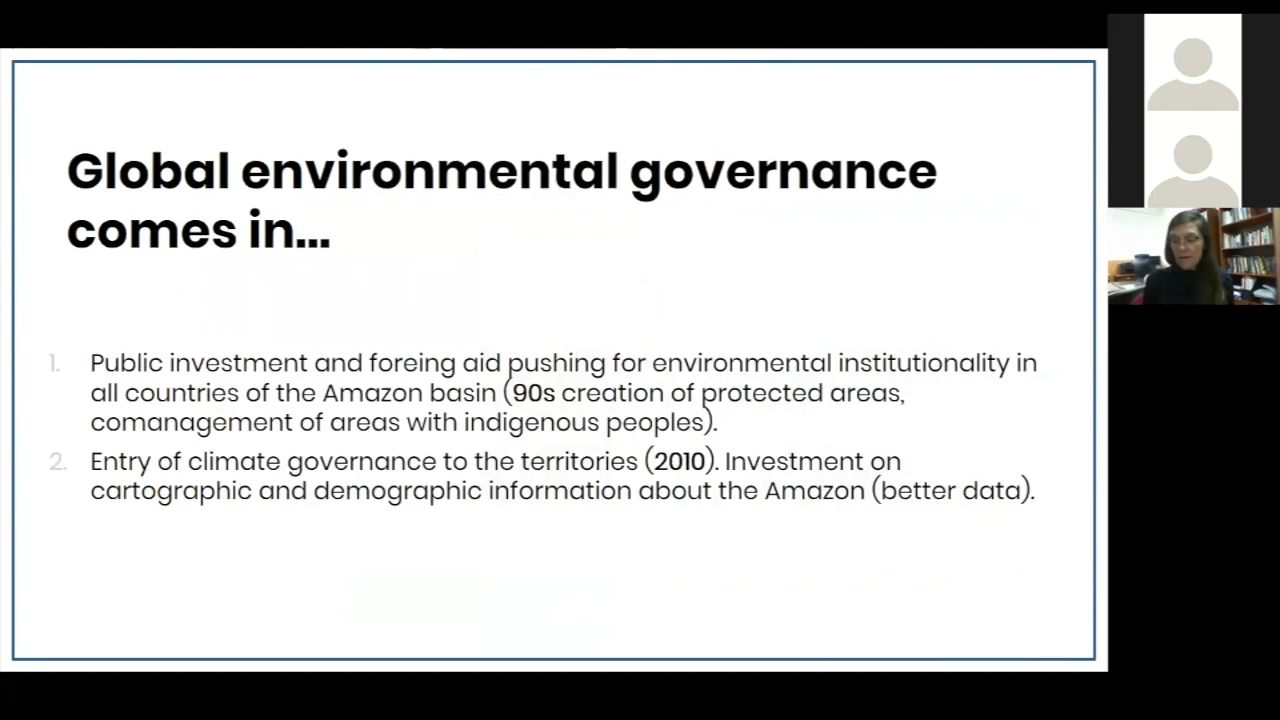 Global environmental governance
comes in...
1. Public investment and foreing aid pushing for environmental institutionality in
all countries of the Amazon basin (90s creation of protected areas,
comanagement of areas with indigenous peoples).
2. Entry of climate governance to the territories (2010). Investment on
cartographic and demographic information about the Amazon (better data).